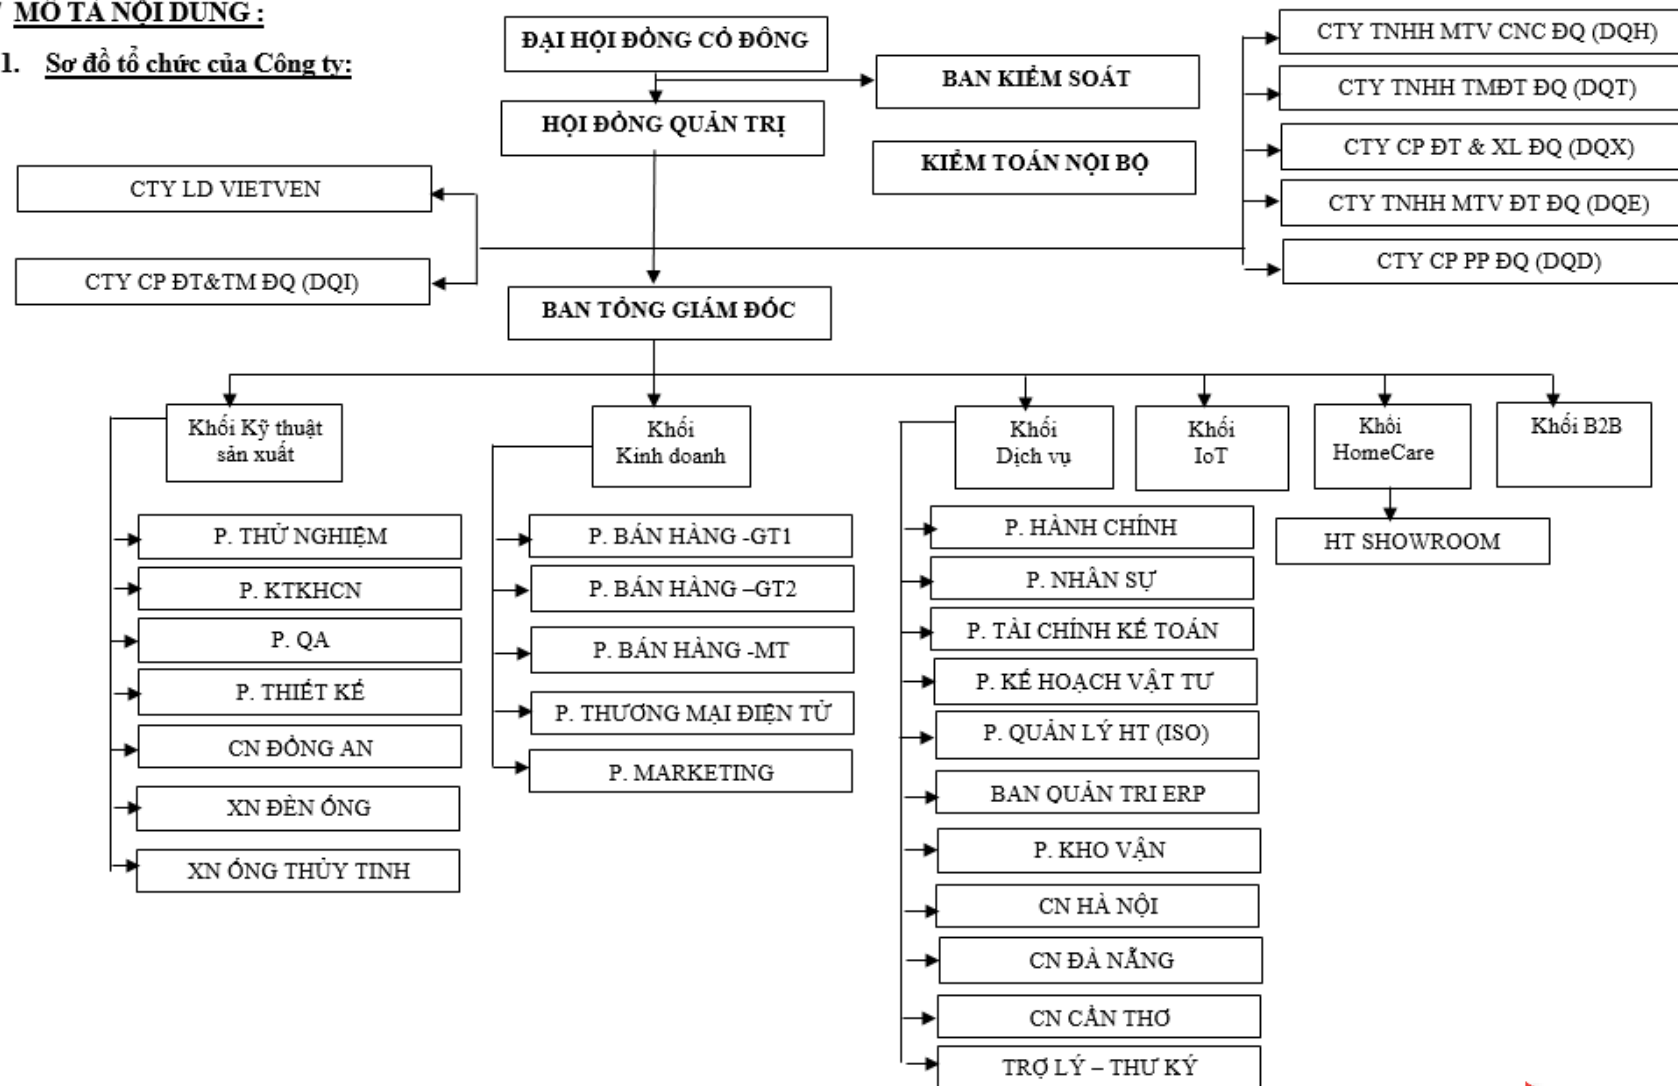 MÔ TẢ NỘI DUNG :
1. Sơ đồ tổ chức của Công ty:
ĐẠI HỘI ĐỒNG CỔ ĐÔNG
BAN KIỂM SOÁT
HỘI ĐỒNG QUẢN TRỊ
KIỂM TOÁN NỘI BỘ
CTY TNHH MTV CNC ĐQ (DQH)
CTY TNHH TMĐT ĐQ (DQT)
CTY CP ĐT & XL ĐQ (DQX)
CTY TNHH MTV ĐT ĐQ (DQE)
CTY CP PP ĐQ (DQD)
CTY LD VIETVEN
CTY CP ĐT&TM ĐQ (DQI)
BAN TỔNG GIÁM ĐỐC
Khối Kỹ thuật
sản xuất
Khối
Kinh doanh
Khối
Dịch vụ
Khối
IoT
Khối
HomeCare
Khối B2B
P. THỬ NGHIỆM
P. KTKHCN
P. QA
P. THIẾT KẾ
CN ĐỒNG AN
XN ĐÈN ỐNG
XN ỐNG THỦY TINH
P. BÁN HÀNG -GT1
P. BÁN HÀNG –GT2
P. BÁN HÀNG -MT
P. THƯƠNG MẠI ĐIỆN TỬ
P. MARKETING
P. HÀNH CHÍNH
P. NHÂN SỰ
P. TÀI CHÍNH KẾ TOÁN
P. KẾ HOẠCH VẬT TƯ
P. QUẢN LÝ HT (ISO)
BAN QUẢN TRI ERP
P. KHO VẬN
CN HÀ NỘI
CN ĐÀ NẴNG
CN CẦN THƠ
TRỢ LÝ – THƯ KÝ
HT SHOWROOM